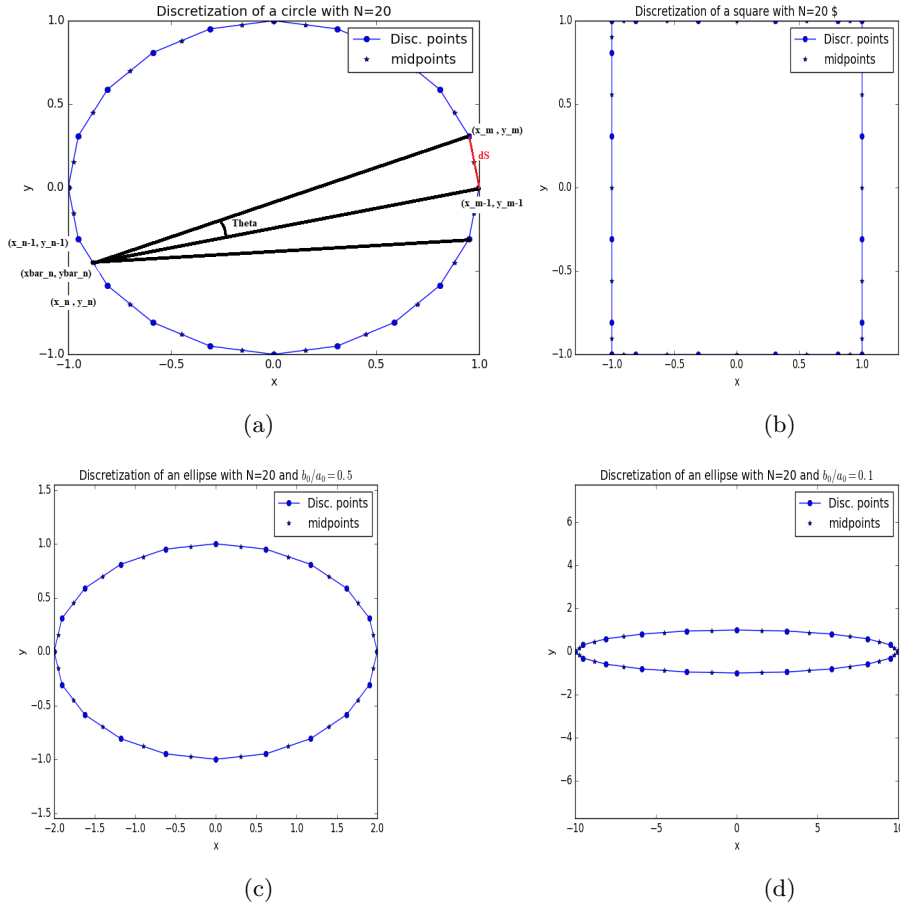 Discretization of a circle with N=20
Disc. points
midpoints
1.0
0.5
0.0
−0.5
−1.0
y
(x_m , y_m)
dS
(x_m-1, y_m-1
Theta
(x_n-1, y_n-1)
(xbar_n, ybar_n)
(x_n , y_n)
−1.0
−0.5
0.0
0.5
1.0
x
(a)
Discretization of a square with N=20 $
Discr. points
midpoints
1.0
0.5
0.0
−0.5
−1.0
y
−1.0
−0.5
0.0
0.5
1.0
x
(b)
Discretization of an ellipse with N=20 and b₀/a₀ = 0.5
Disc. points
midpoints
1.5
1.0
0.5
0.0
−0.5
−1.0
−1.5
y
−2.0
−1.5
−1.0
−0.5
0.0
0.5
1.0
1.5
2.0
x
(c)
Discretization of an ellipse with N=20 and b₀/a₀ = 0.1
Disc. points
midpoints
6
4
2
0
−2
−4
−6
y
−10
−5
0
5
10
x
(d)